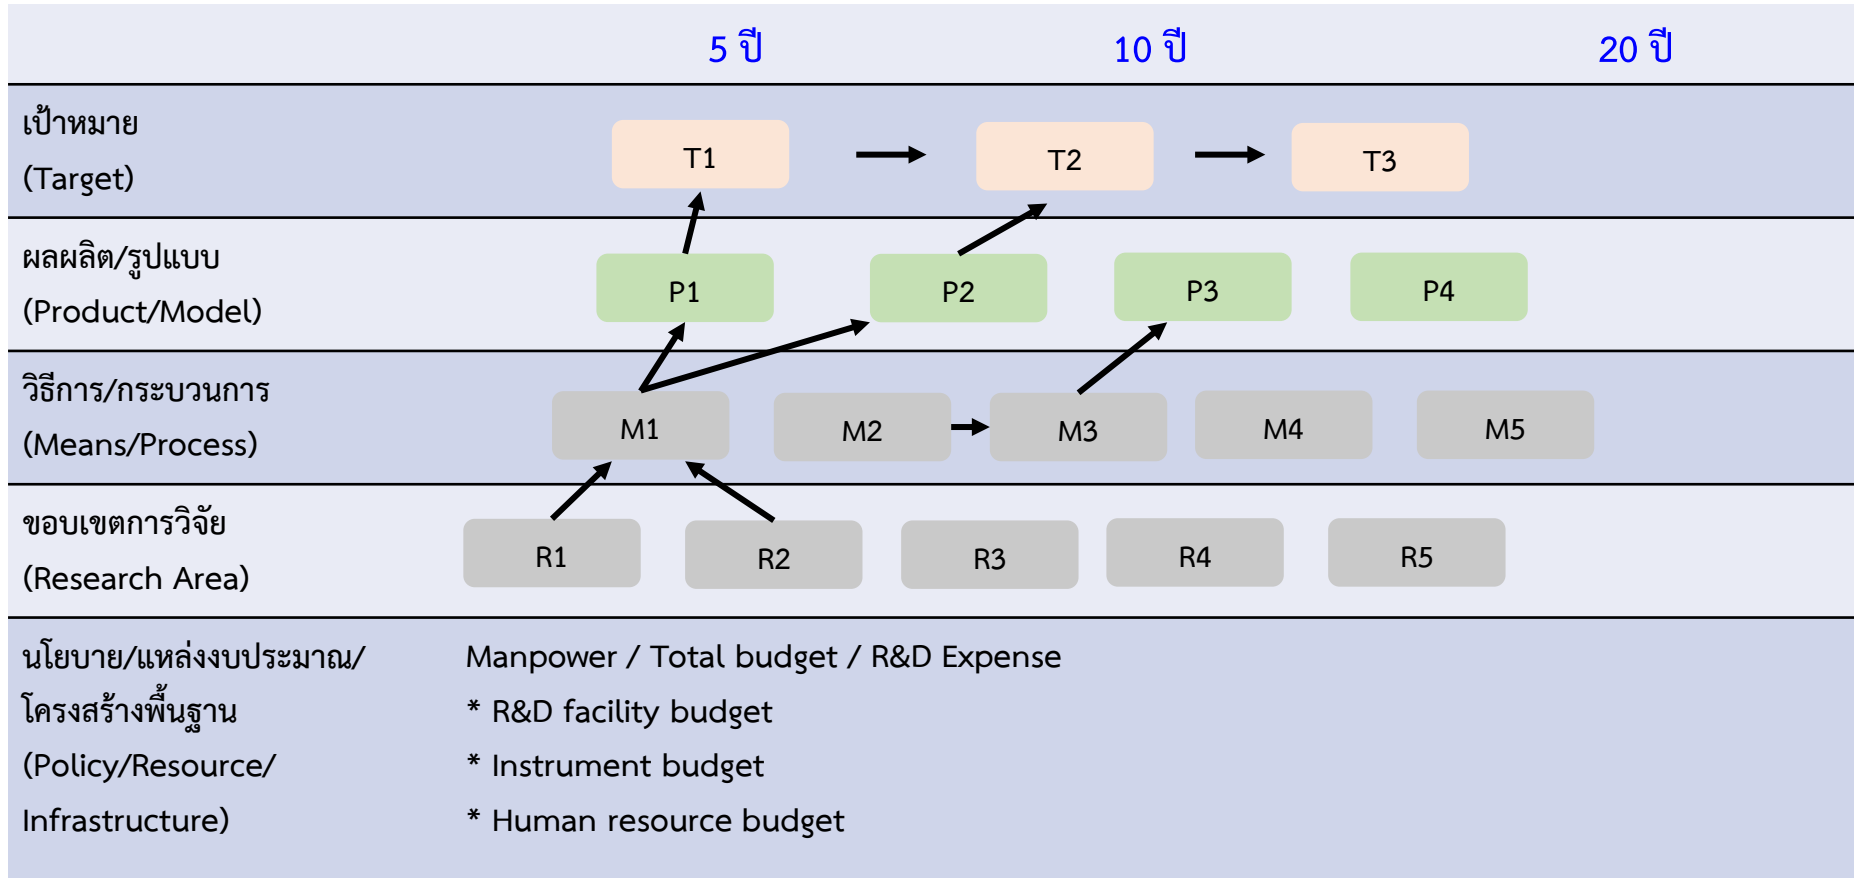 5 ปี 10 ปี 20 ปี
เป้าหมาย
(Target)
T1 T2 T3
ผลผลิต/รูปแบบ
(Product/Model)
P1 P2 P3 P4
วิธีการ/กระบวนการ
(Means/Process)
M1 M2 M3 M4 M5
ขอบเขตการวิจัย
(Research Area)
R1 R2 R3 R4 R5
นโยบาย/แหล่งงบประมาณ/
โครงสร้างพื้นฐาน
(Policy/Resource/
Infrastructure)
Manpower / Total budget / R&D Expense
* R&D facility budget
* Instrument budget
* Human resource budget